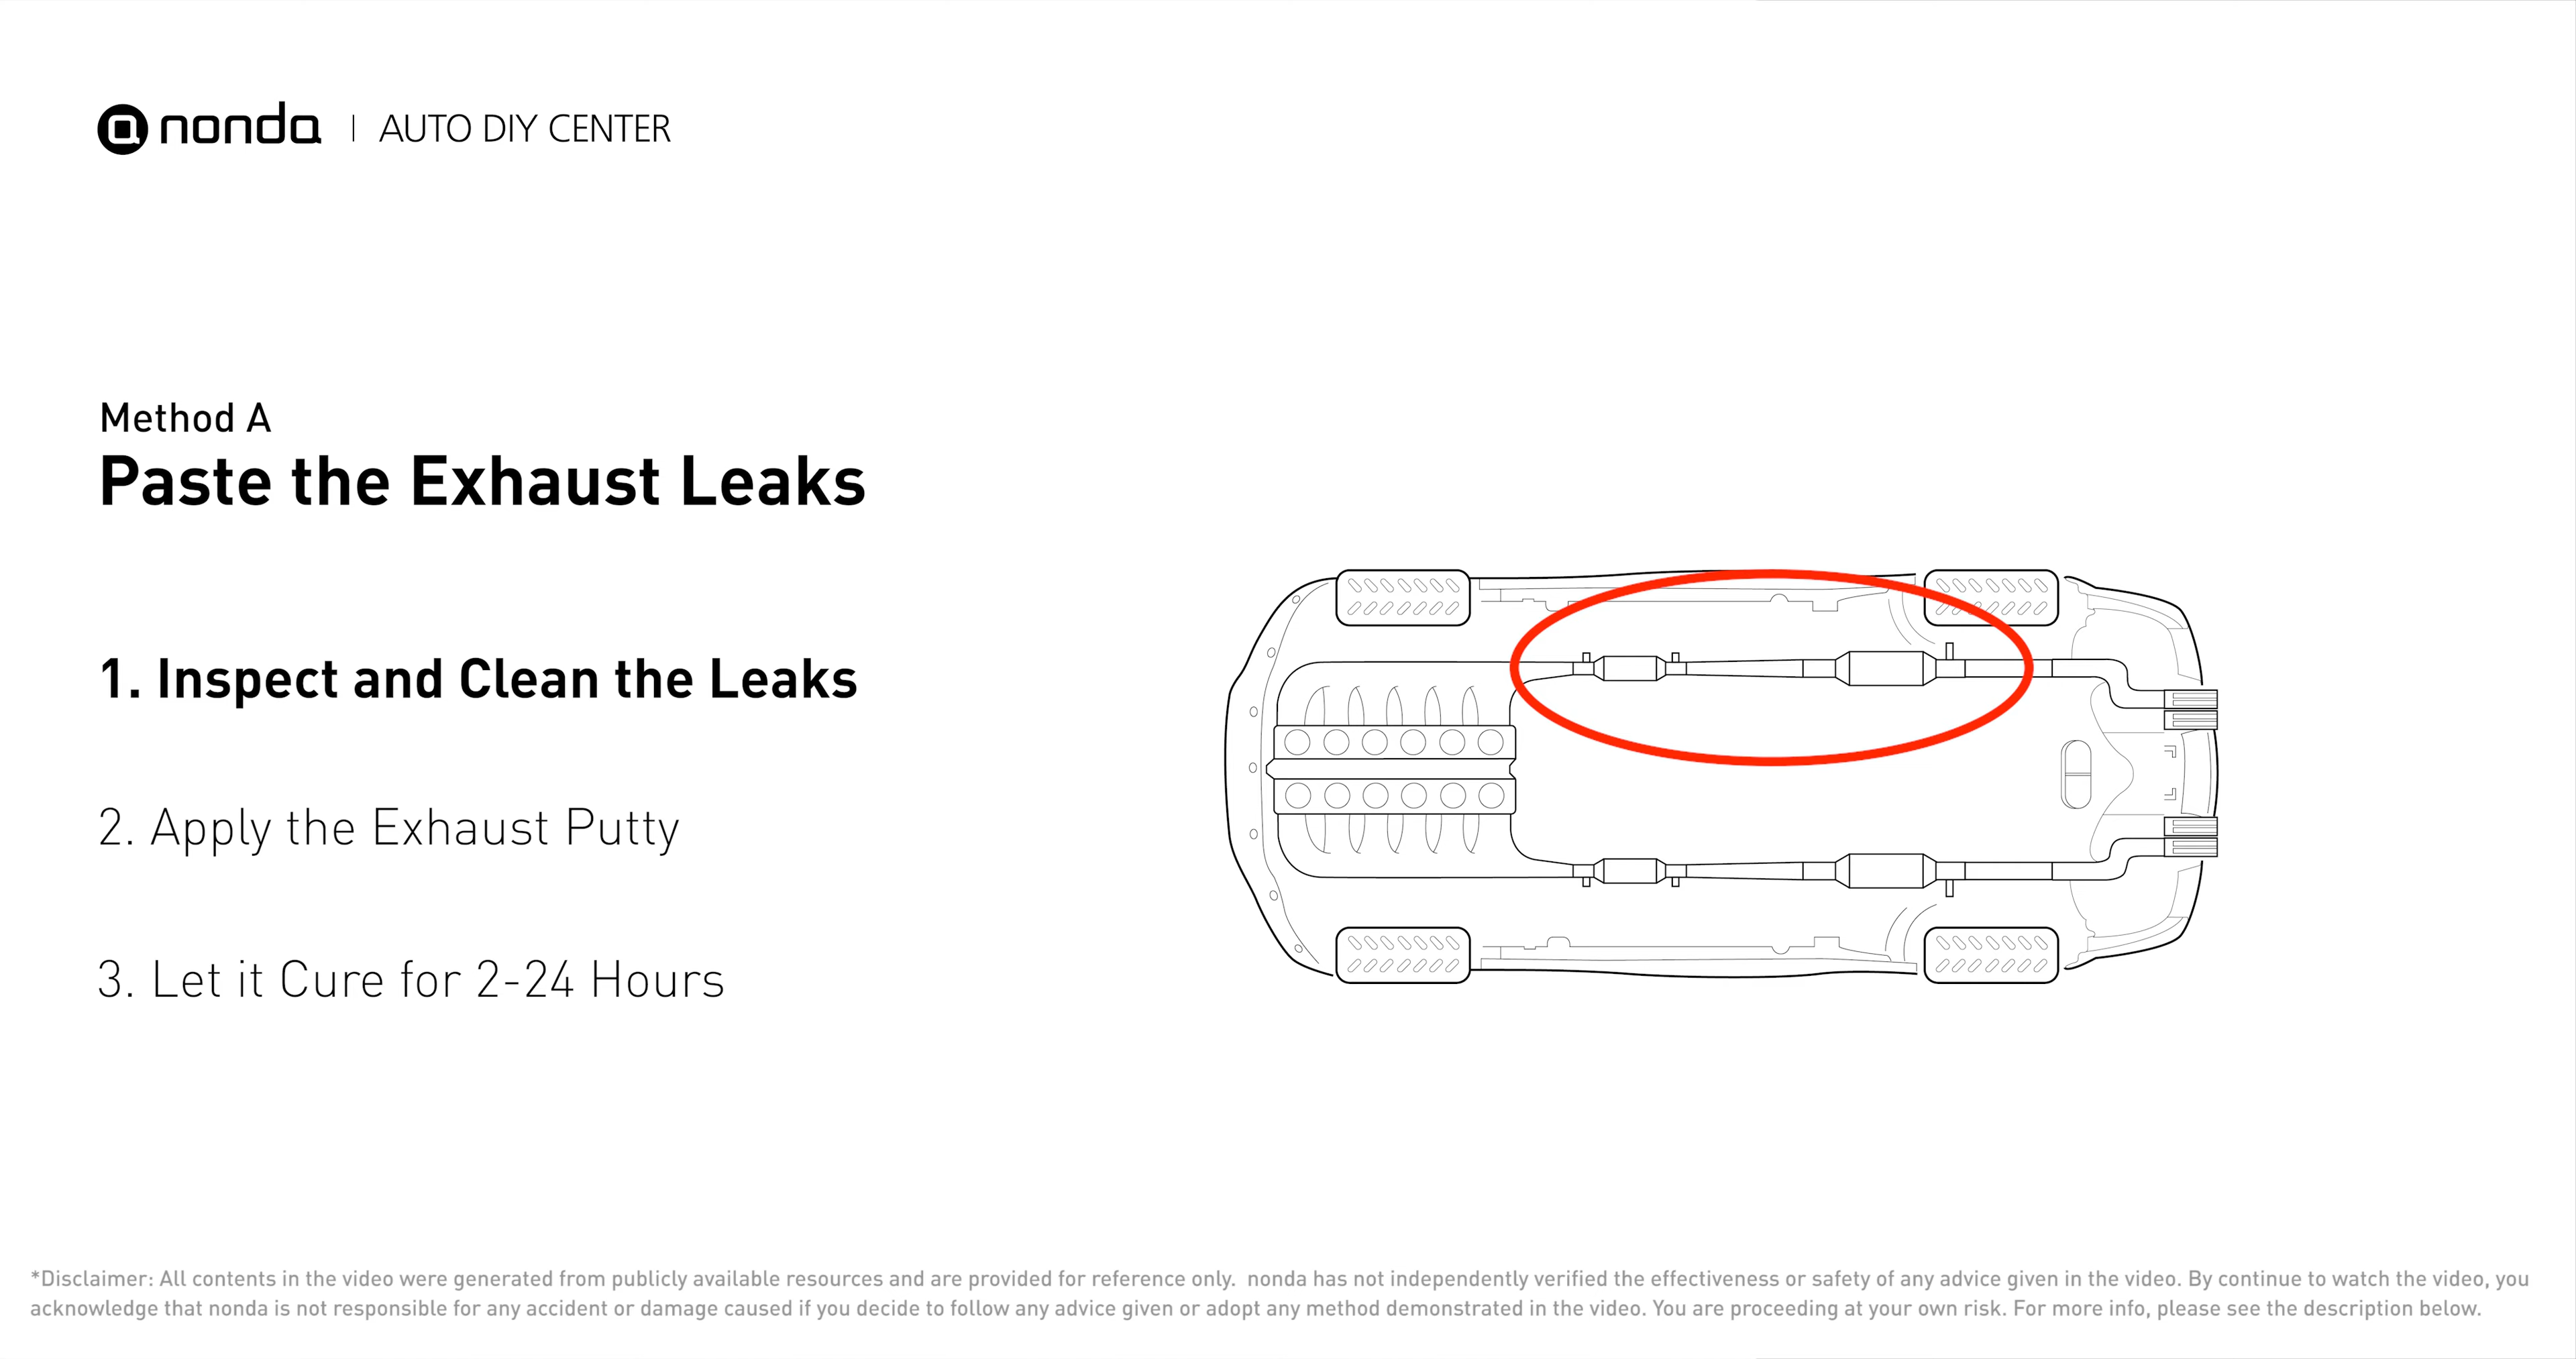 nonda | AUTO DIY CENTER
Method A
Paste the Exhaust Leaks
1. Inspect and Clean the Leaks
2. Apply the Exhaust Putty
3. Let it Cure for 2-24 Hours
*Disclaimer: All contents in the video were generated from publicly available resources and are provided for reference only. nonda has not independently verified the effectiveness or safety of any advice given in the video. By continue to watch the video, you
acknowledge that nonda is not responsible for any accident or damage caused if you decide to follow any advice given or adopt any method demonstrated in the video. You are proceeding at your own risk. For more info, please see the description below.